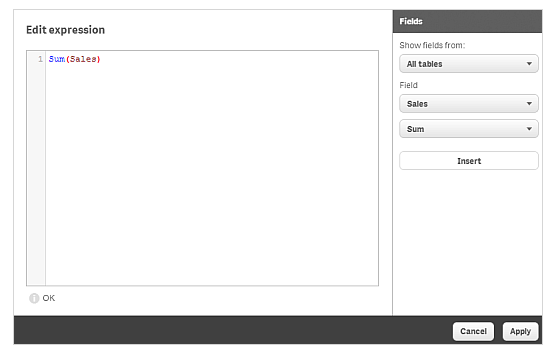 Edit expression
1 Sum(Sales)
OK
Fields
Show fields from:
All tables
Field
Sales
Sum
Insert
Cancel
Apply